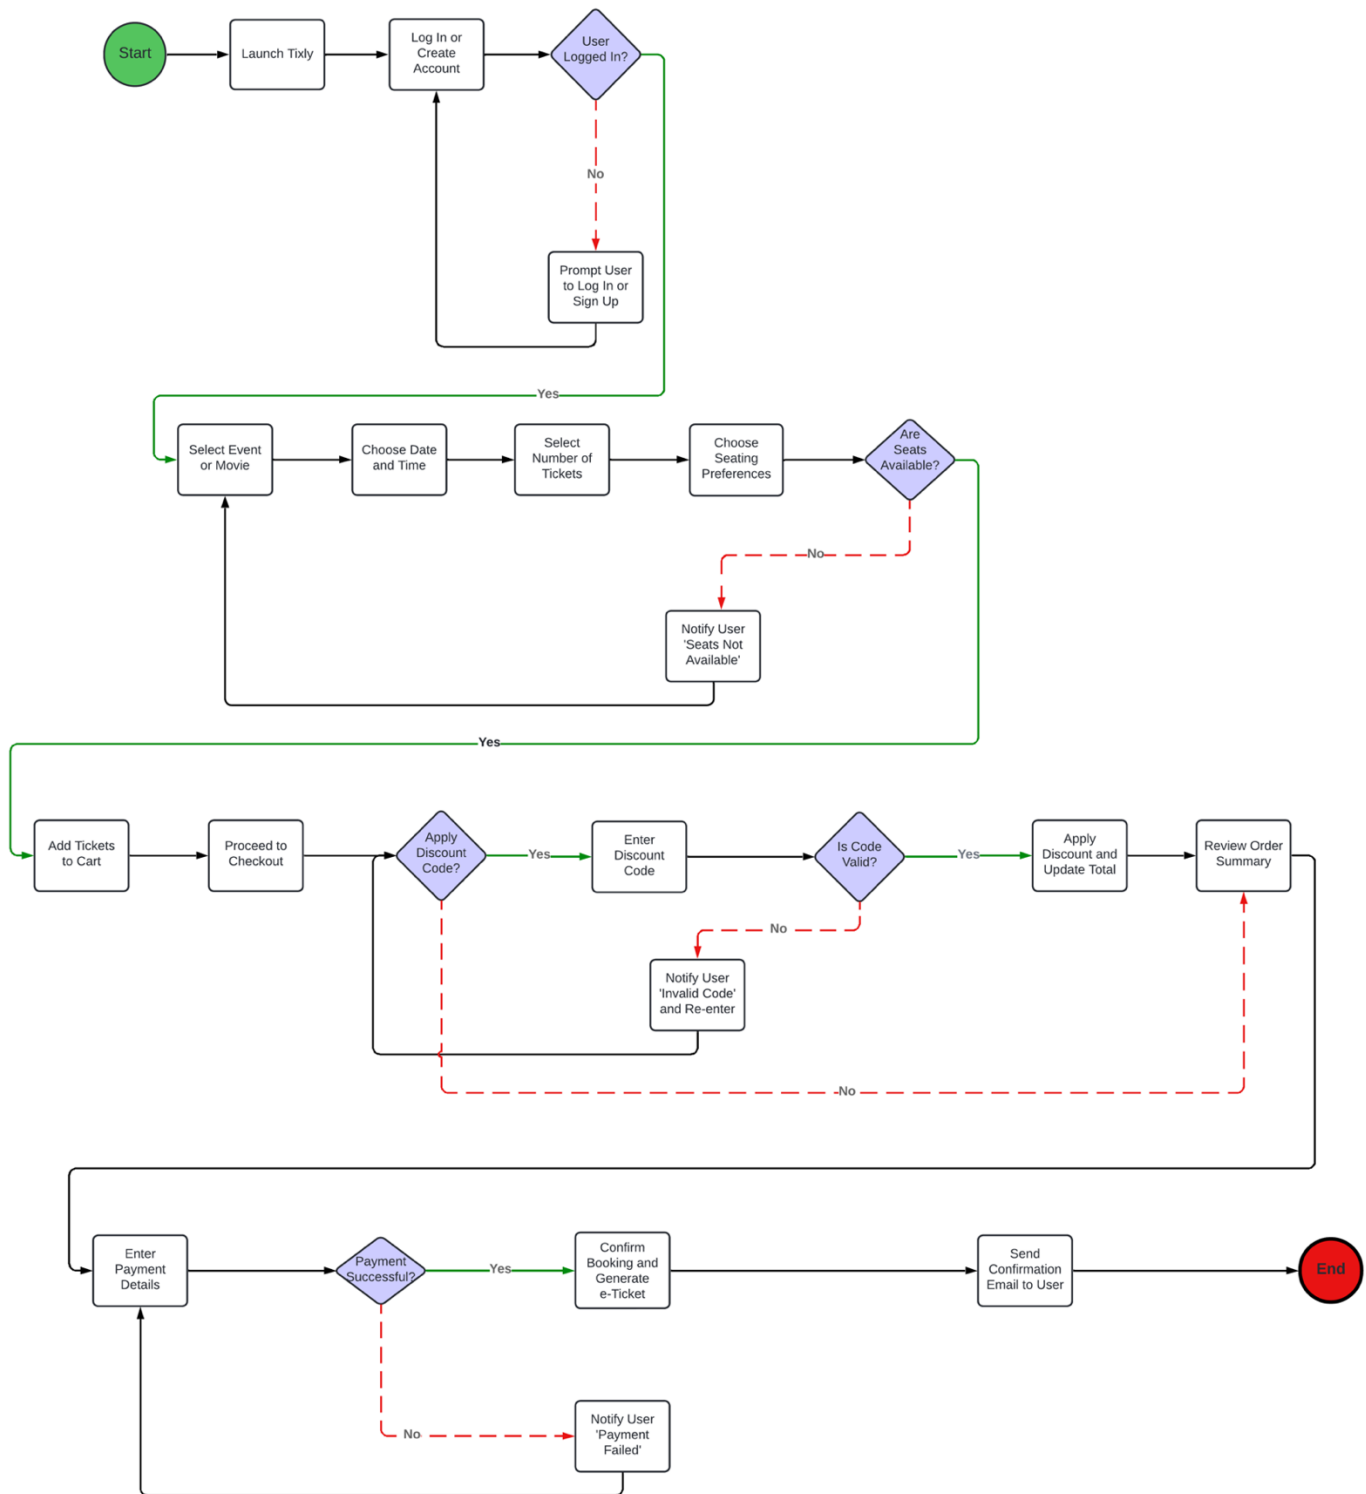 Start
Launch Tixly
Log In or
Create
Account
User
Logged In?
No
Prompt User
to Log In or
Sign Up
Yes
Select Event
or Movie
Choose Date
and Time
Select
Number of
Tickets
Choose
Seating
Preferences
Are
Seats
Available?
No
Notify User
'Seats Not
Available'
Yes
Add Tickets
to Cart
Proceed to
Checkout
Apply
Discount
Code?
Yes
Enter
Discount
Code
Is Code
Valid?
Yes
Apply
Discount and
Update Total
Review Order
Summary
No
Notify User
'Invalid Code'
and Re-enter
No
Enter
Payment
Details
Payment
Successful?
Yes
Confirm
Booking and
Generate
e-Ticket
Send
Confirmation
Email to User
End
No
Notify User
'Payment
Failed'